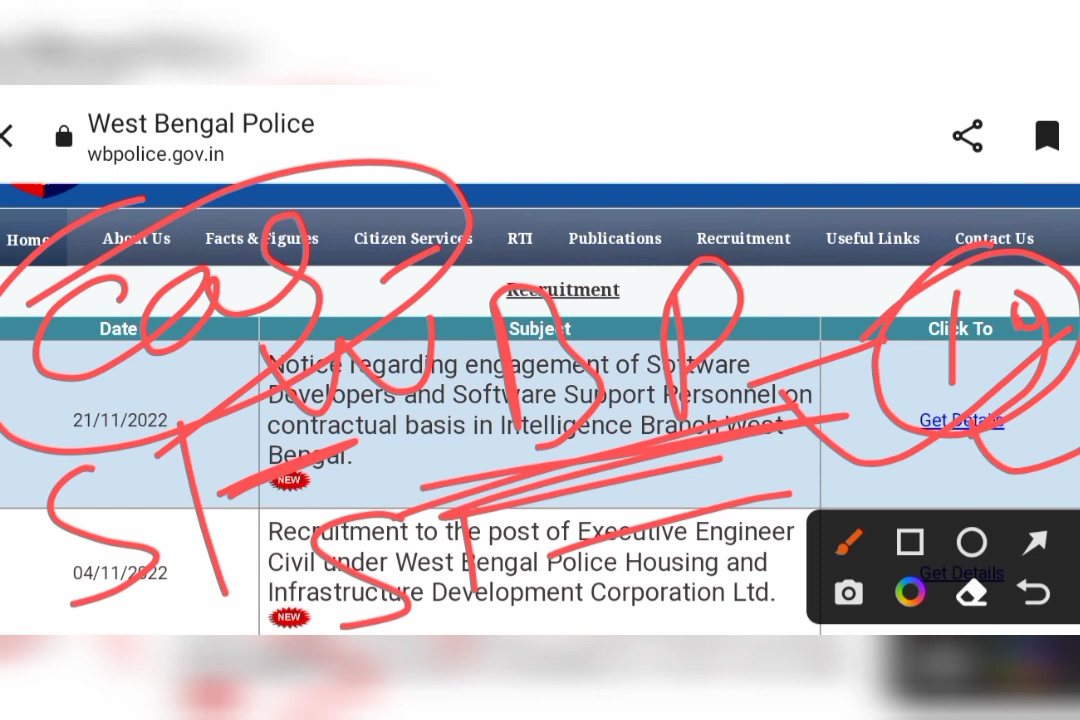 West Bengal Police
wbpolice.gov.in
Home About Us Facts & Figures Citizen Services RTI Publications Recruitment Useful Links Contact Us
Recruitment
Date Subject Click To
Notice regarding engagement of Software
Developers and Software Support Personnel on
21/11/2022 contractual basis in Intelligence Branch West Get Details
Bengal.
NEW
Recruitment to the post of Executive Engineer
04/11/2022 Civil under West Bengal Police Housing and Get Details
Infrastructure Development Corporation Ltd.
NEW
ST
ST